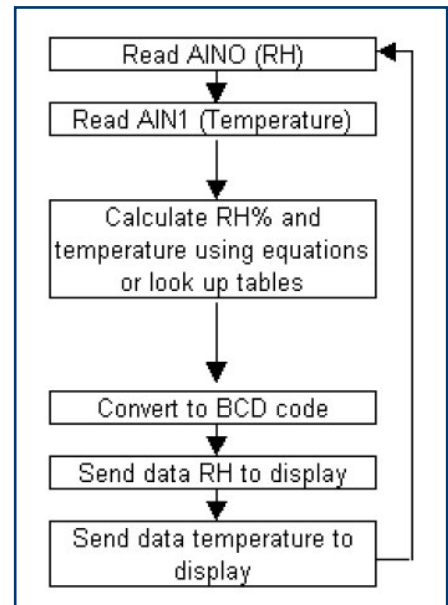 Read AINO (RH)
Read AIN1 (Temperature)
Calculate RH% and
temperature using equations
or look up tables
Convert to BCD code
Send data RH to display
Send data temperature to
display